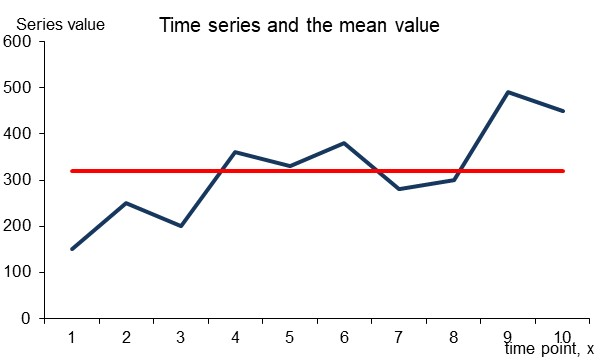 Series value
Time series and the mean value
600
500
400
300
200
100
0
1 2 3 4 5 6 7 8 9 10
time point, x